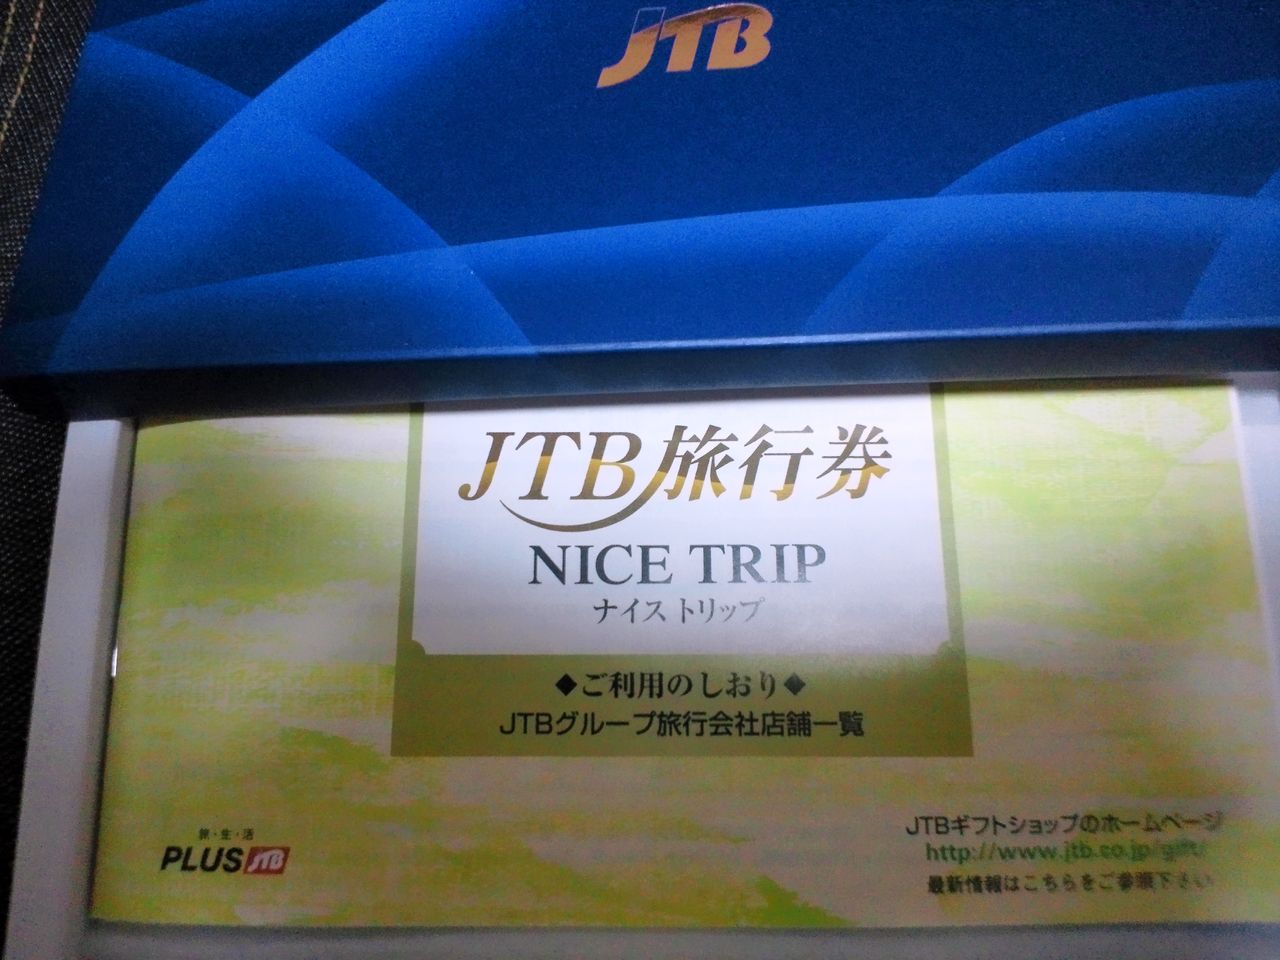 JTB
JTB旅行券
NICE TRIP
ナイストリップ
◆ご利用のしおり◆
JTBグループ旅行会社店舗一覧
旅・生・活
PLUS JTB
JTBギフトショップのホームページ
http://www.jtb.co.jp/gift/
最新情報はこちらをご参照下さい